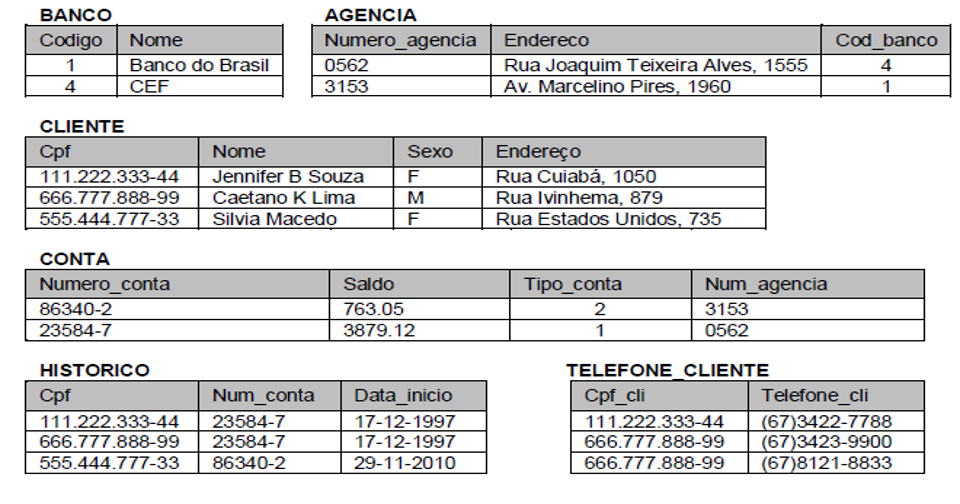 BANCO AGENCIA
Codigo Nome Numero_agencia Endereco Cod_banco
1 Banco do Brasil 0562 Rua Joaquim Teixeira Alves, 1555 4
4 CEF 3153 Av. Marcelino Pires, 1960 1
CLIENTE
Cpf Nome Sexo Endereço
111.222.333-44 Jennifer B Souza F Rua Cuiabá, 1050
666.777.888-99 Caetano K Lima M Rua Ivinhema, 879
555.444.777-33 Silvia Macedo F Rua Estados Unidos, 735
CONTA
Numero_conta Saldo Tipo_conta Num_agencia
86340-2 763.05 2 3153
23584-7 3879.12 1 0562
HISTORICO TELEFONE_CLIENTE
Cpf Num_conta Data_inicio Cpf_cli Telefone_cli
111.222.333-44 23584-7 17-12-1997 111.222.333-44 (67)3422-7788
666.777.888-99 23584-7 17-12-1997 666.777.888-99 (67)3423-9900
555.444.777-33 86340-2 29-11-2010 666.777.888-99 (67)8121-8833